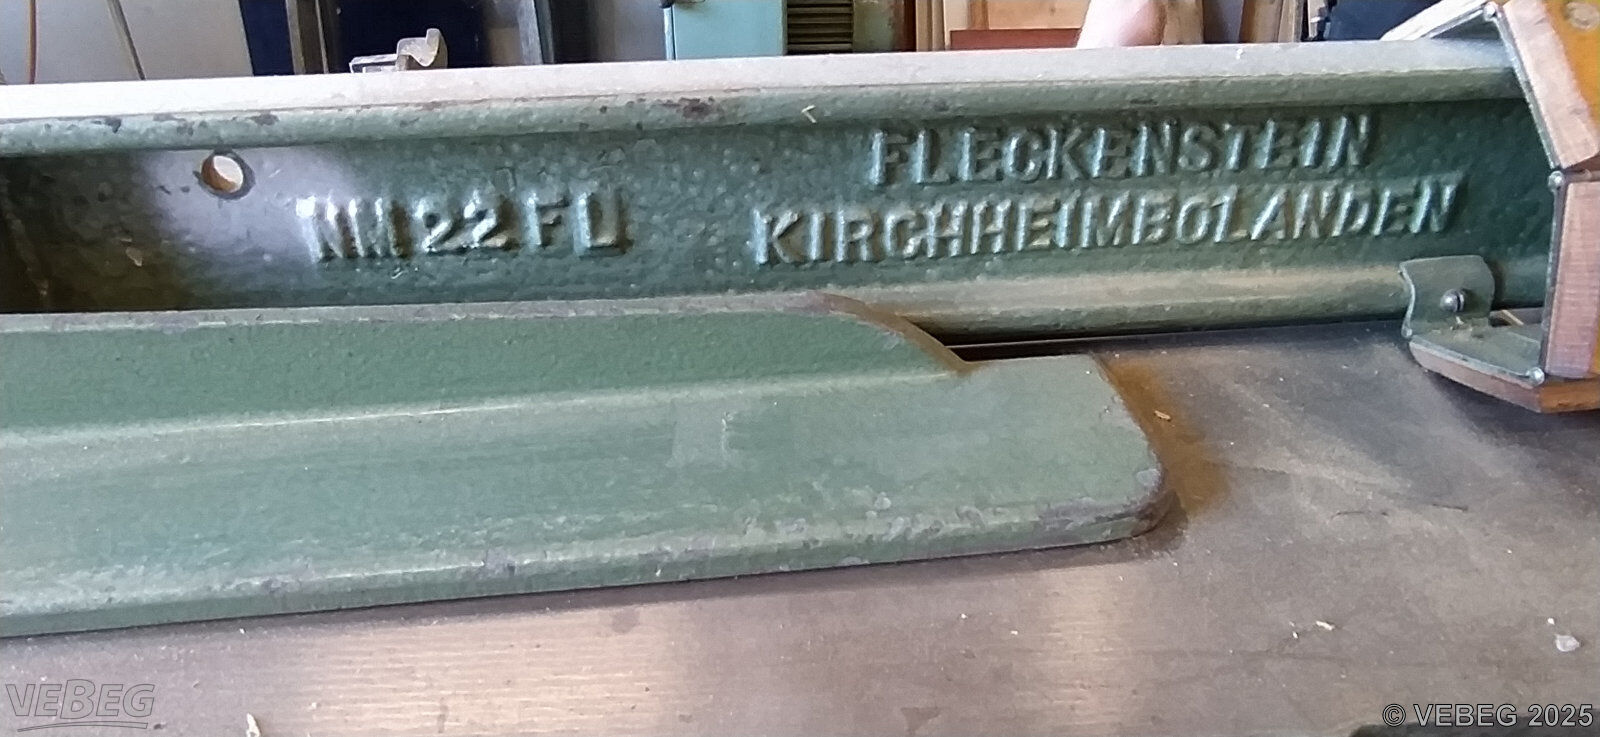 FLECKENSTEIN
NM 22 FL
KIRCHHEIMBOLANDEN
VEBEG
© VEBEG 2025